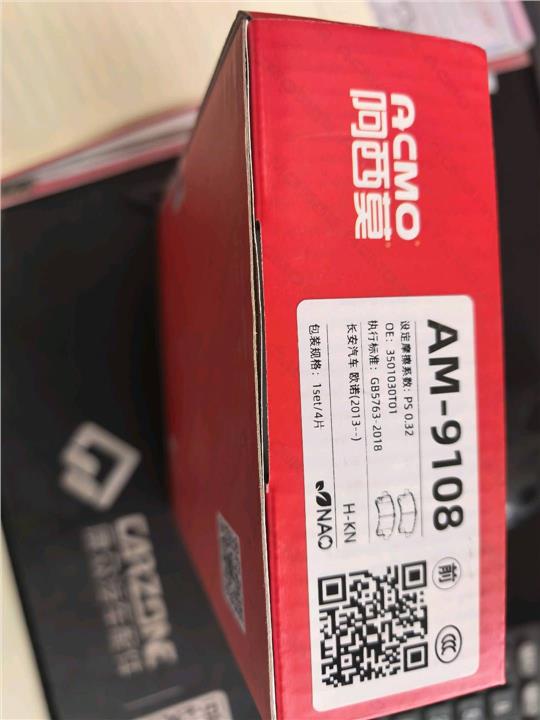 ACMO
阿西莫
AM-9108
前
设定摩擦系数: PS 0.32
OE: 3501030T01
执行标准: GB5763-2018
长安汽车 欧诺(2013--)
包装规格: 1set/4片
H-KN
NAO
CCC
CARZONE